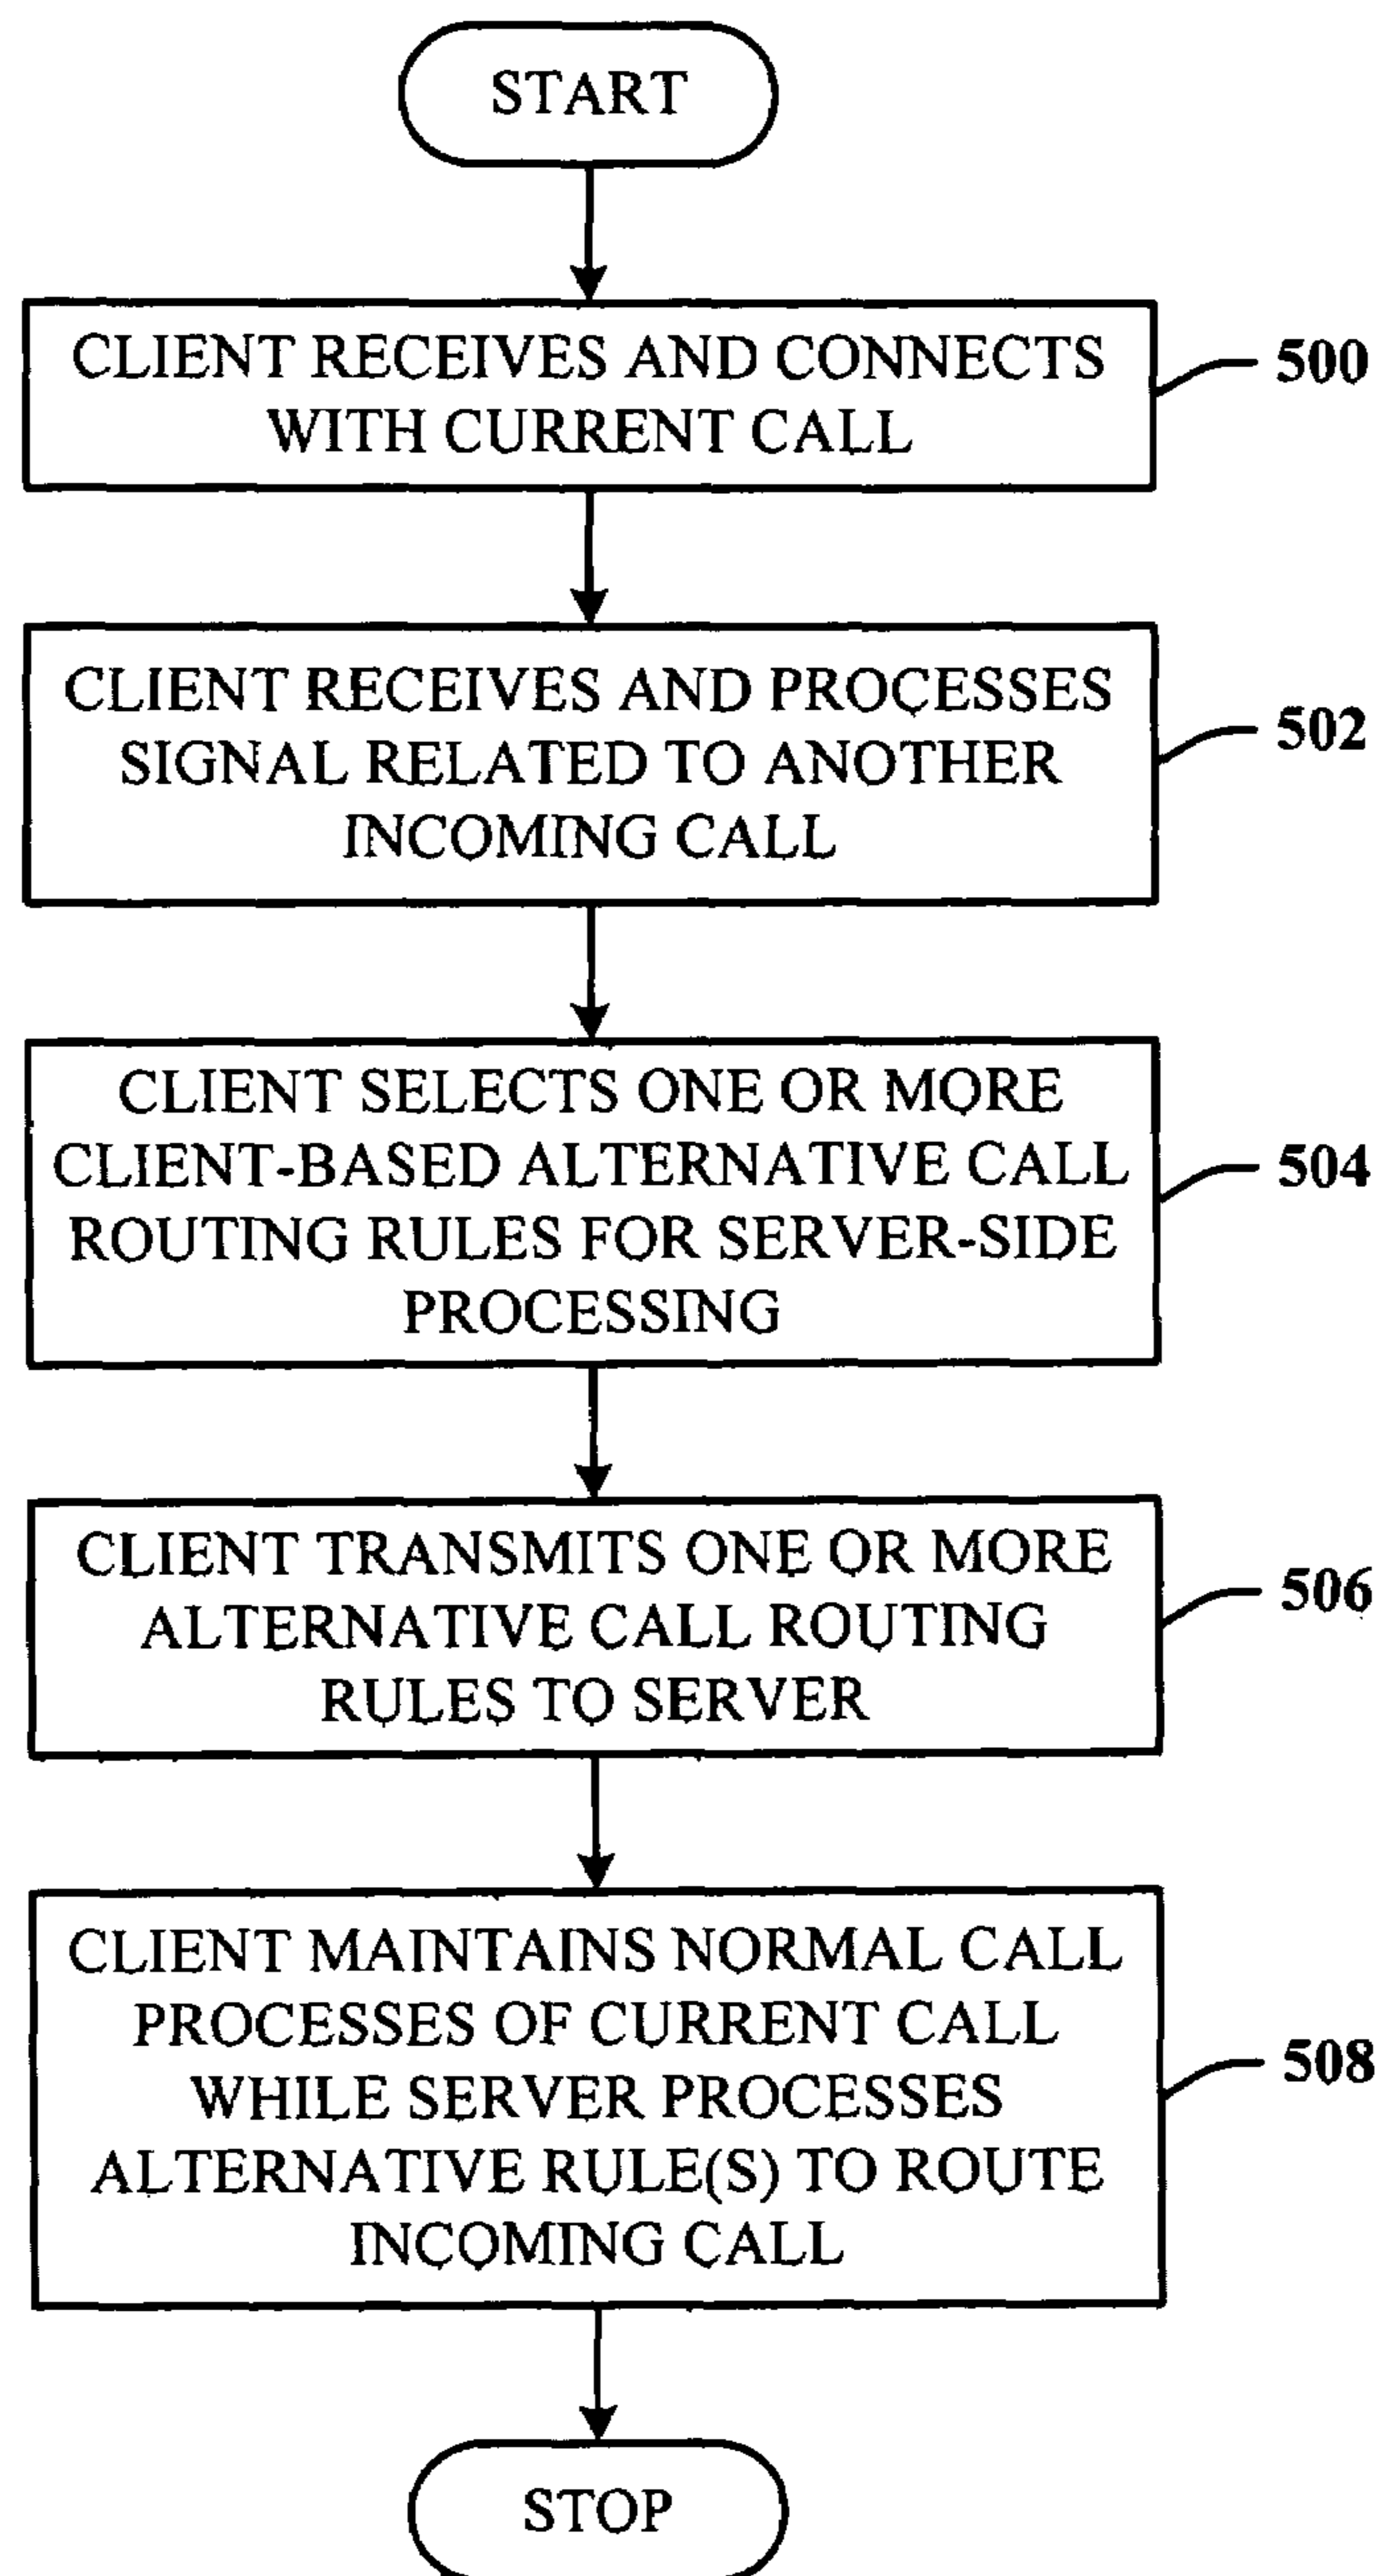 START
CLIENT RECEIVES AND CONNECTS
WITH CURRENT CALL
500
CLIENT RECEIVES AND PROCESSES
SIGNAL RELATED TO ANOTHER
INCOMING CALL
502
CLIENT SELECTS ONE OR MORE
CLIENT-BASED ALTERNATIVE CALL
ROUTING RULES FOR SERVER-SIDE
PROCESSING
504
CLIENT TRANSMITS ONE OR MORE
ALTERNATIVE CALL ROUTING
RULES TO SERVER
506
CLIENT MAINTAINS NORMAL CALL
PROCESSES OF CURRENT CALL
WHILE SERVER PROCESSES
ALTERNATIVE RULE(S) TO ROUTE
INCOMING CALL
508
STOP